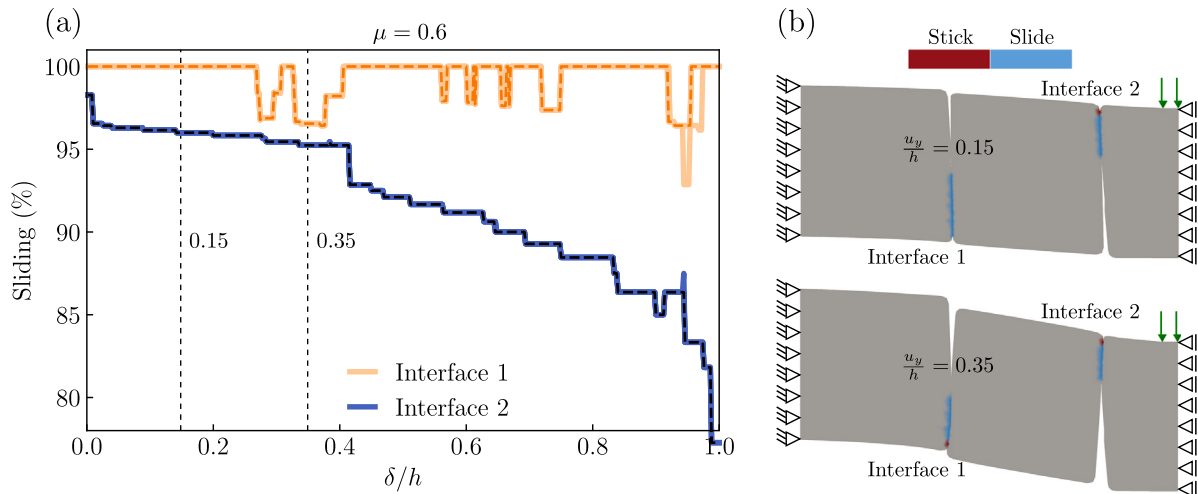 (a)
μ = 0.6
100
95
90
85
80
Sliding (%)
0.15
0.35
Interface 1
Interface 2
0.0
0.2
0.4
0.6
0.8
1.0
δ/h
(b)
Stick Slide
Interface 2
u_y/h = 0.15
Interface 1
Interface 2
u_y/h = 0.35
Interface 1